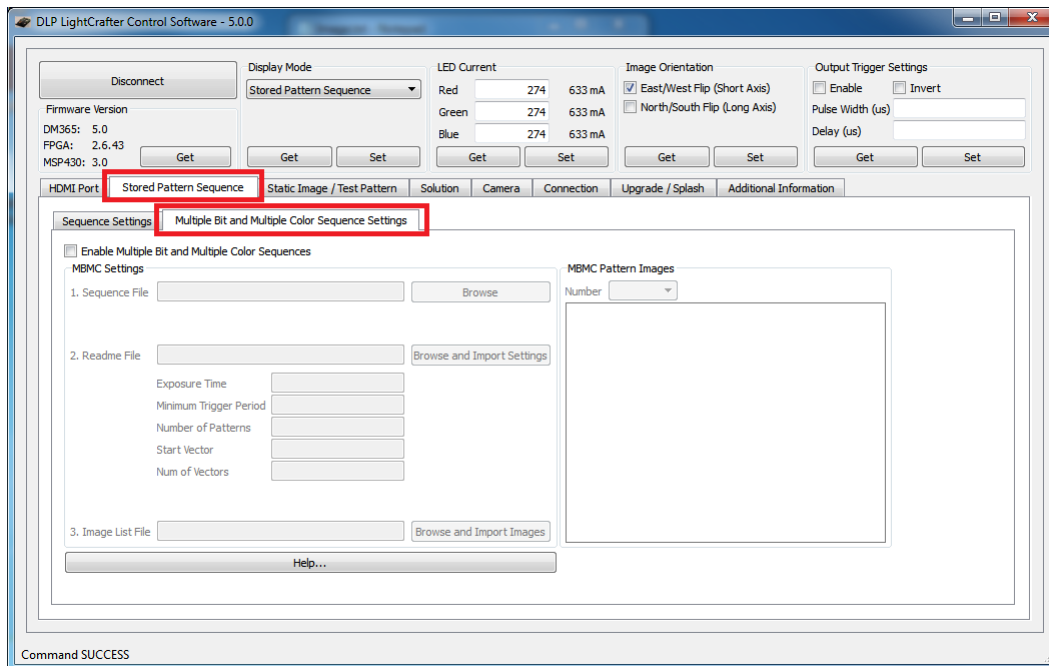 DLP LightCrafter Control Software - 5.0.0
Disconnect
Firmware Version
DM365: 5.0
FPGA: 2.6.43
MSP430: 3.0
Get
Display Mode
Stored Pattern Sequence
Get Set
LED Current
Red 274 633 mA
Green 274 633 mA
Blue 274 633 mA
Get Set
Image Orientation
East/West Flip (Short Axis)
North/South Flip (Long Axis)
Get Set
Output Trigger Settings
Enable Invert
Pulse Width (us)
Delay (us)
Get Set
HDMI Port Stored Pattern Sequence Static Image / Test Pattern Solution Camera Connection Upgrade / Splash Additional Information
Sequence Settings Multiple Bit and Multiple Color Sequence Settings
Enable Multiple Bit and Multiple Color Sequences
MBMC Settings
1. Sequence File Browse
2. Readme File Browse and Import Settings
Exposure Time
Minimum Trigger Period
Number of Patterns
Start Vector
Num of Vectors
3. Image List File Browse and Import Images
Help...
MBMC Pattern Images
Number
Command SUCCESS